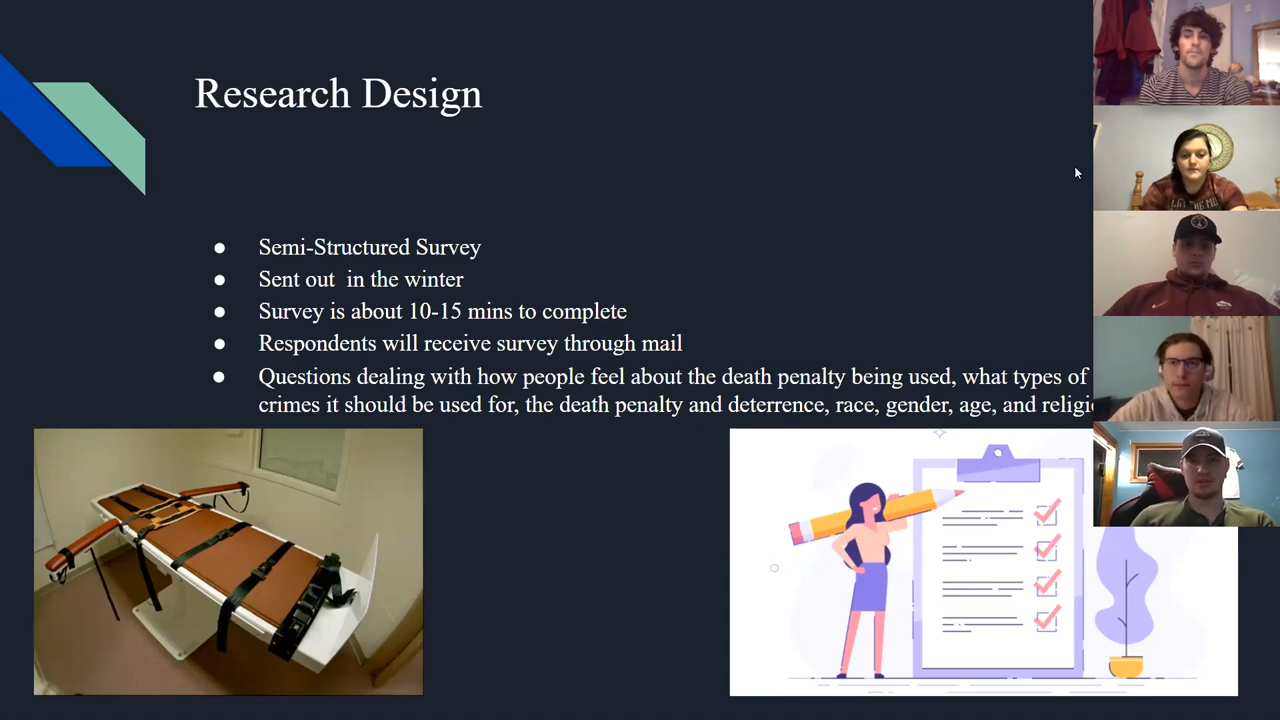 Research Design
● Semi-Structured Survey
● Sent out  in the winter
● Survey is about 10-15 mins to complete
● Respondents will receive survey through mail
● Questions dealing with how people feel about the death penalty being used, what types of
crimes it should be used for, the death penalty and deterrence, race, gender, age, and